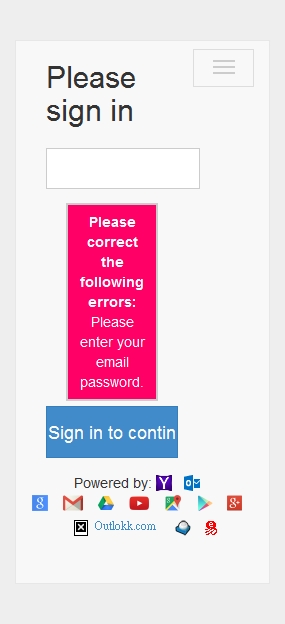 Please
sign in
Please
correct
the
following
errors:
Please
enter your
email
password.
Sign in to contin
Powered by:
Outlokk.com